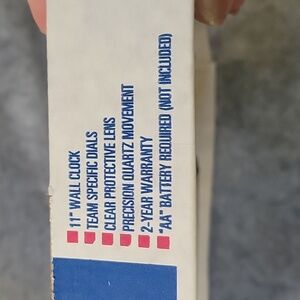 11" WALL CLOCK
TEAM SPECIFIC DIALS
CLEAR PROTECTIVE LENS
PRECISION QUARTZ MOVEMENT
2-YEAR WARRANTY
"AA" BATTERY REQUIRED (NOT INCLUDED)